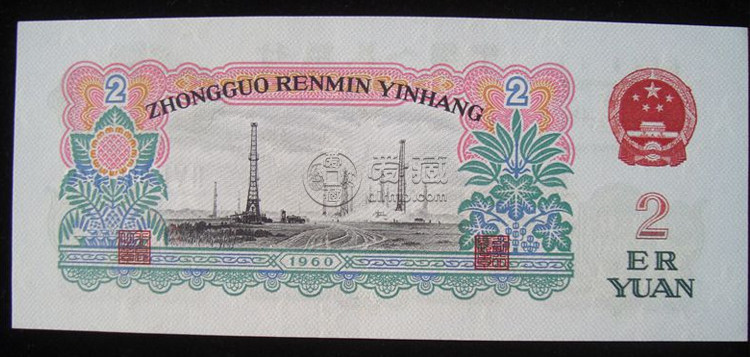 2
ZHONGGUO RENMIN YINHANG
2
1960
2
ER
YUAN